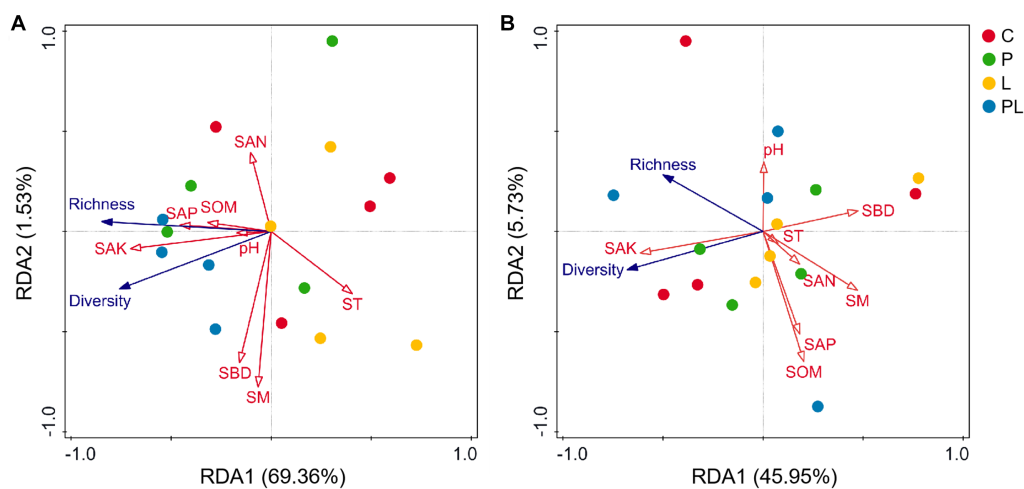 A
1.0
RDA2 (1.53%)
-1.0
-1.0
1.0
RDA1 (69.36%)
SAN
Richness
SAP
SOM
SAK
pH
Diversity
ST
SBD
SM
B
1.0
RDA2 (5.73%)
-1.0
-1.0
1.0
RDA1 (45.95%)
pH
Richness
SBD
ST
SAK
Diversity
SAN
SM
SAP
SOM
C
P
L
PL